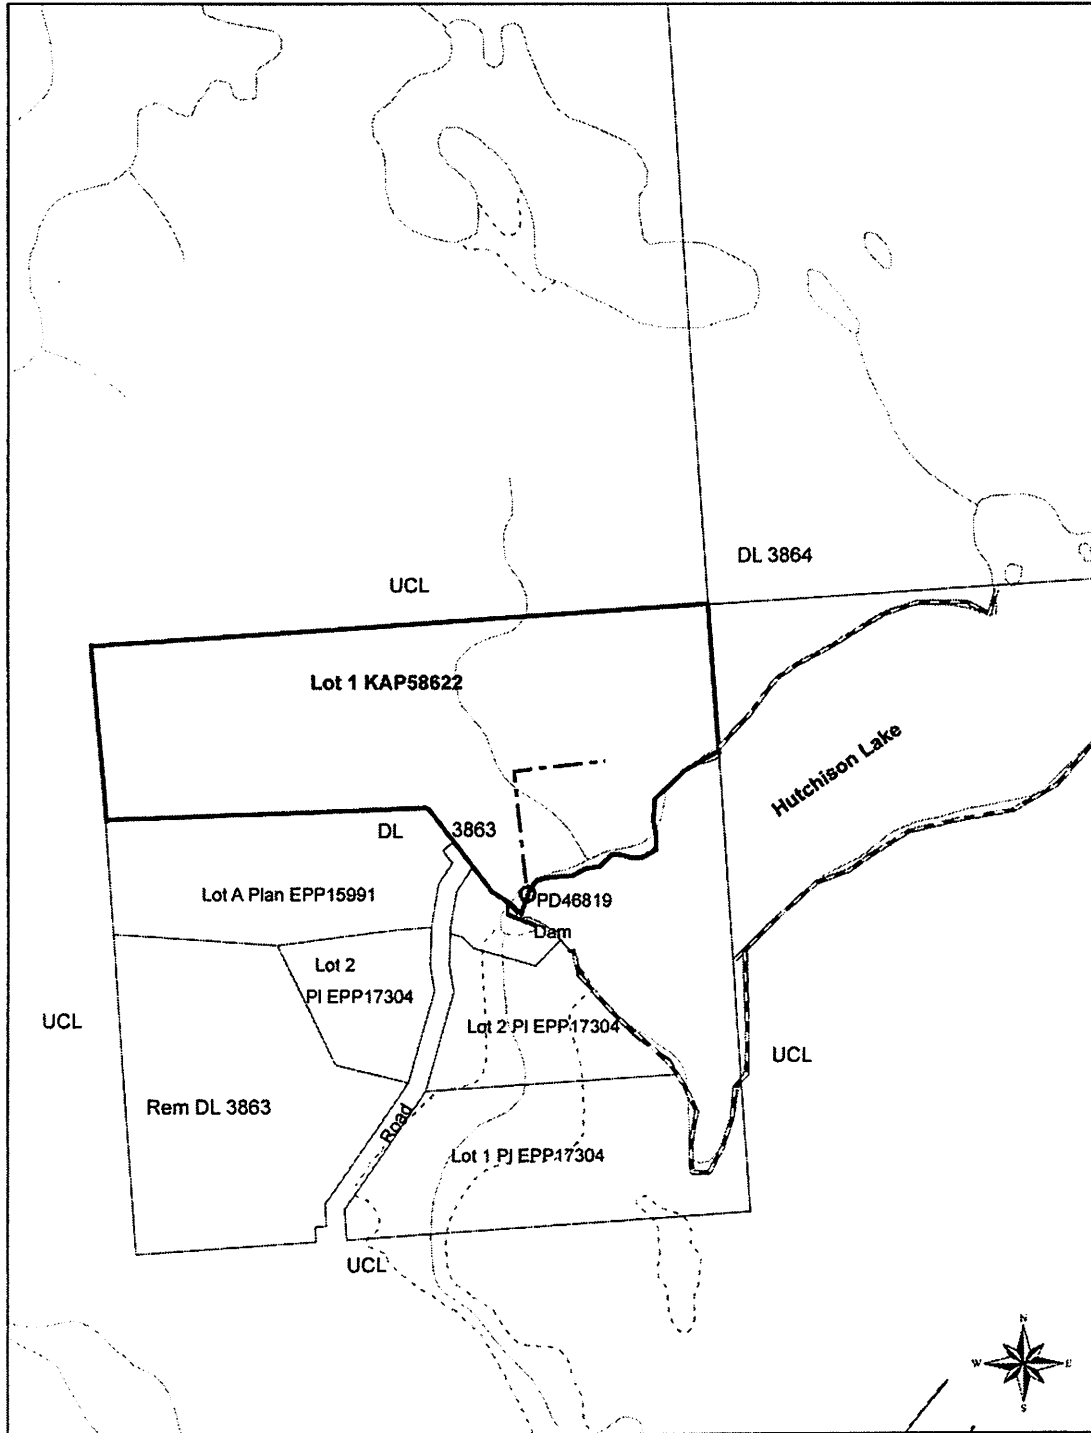 DL 3864
UCL
Lot 1 KAP58622
Hutchison Lake
DL 3863
Lot A Plan EPP15991
PD46819
Dam
Lot 2
Pl EPP17304
UCL
Lot 2 Pl EPP17304
UCL
Rem DL 3863
Road
Lot 1 Pl EPP17304
UCL
N
W
E
S